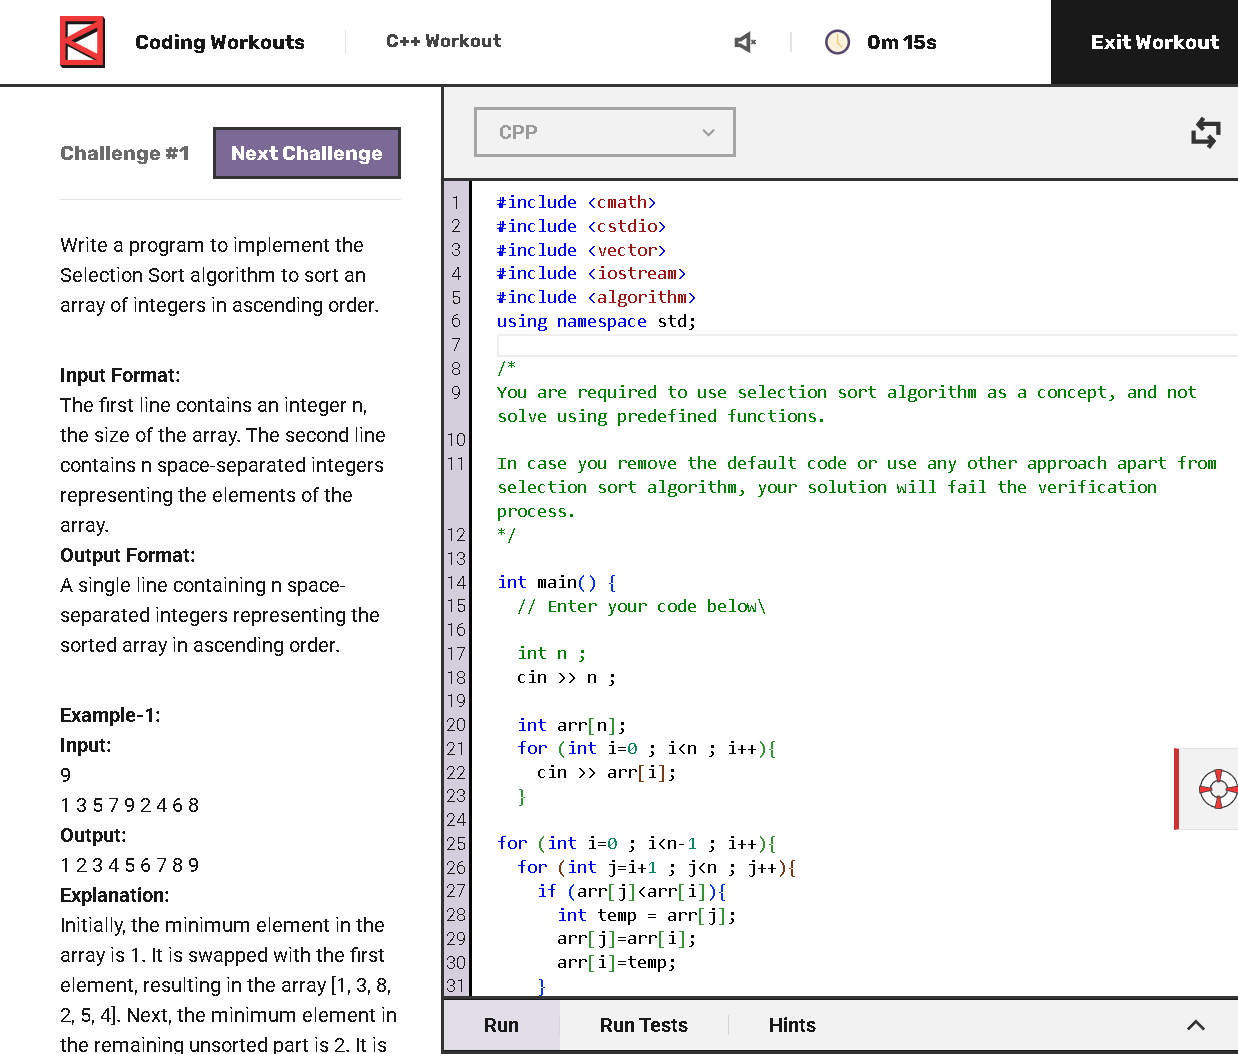 Coding Workouts
C++ Workout
0m 15s
Exit Workout
Challenge #1
Next Challenge
Write a program to implement the
Selection Sort algorithm to sort an
array of integers in ascending order.
Input Format:
The first line contains an integer n,
the size of the array. The second line
contains n space-separated integers
representing the elements of the
array.
Output Format:
A single line containing n space-
separated integers representing the
sorted array in ascending order.
Example-1:
Input:
9
1 3 5 7 9 2 4 6 8
Output:
1 2 3 4 5 6 7 8 9
Explanation:
Initially, the minimum element in the
array is 1. It is swapped with the first
element, resulting in the array [1, 3, 8,
2, 5, 4]. Next, the minimum element in
the remaining unsorted part is 2. It is
CPP
1 #include <cmath>
2 #include <cstdio>
3 #include <vector>
4 #include <iostream>
5 #include <algorithm>
6 using namespace std;
7
8 /*
9 You are required to use selection sort algorithm as a concept, and not
solve using predefined functions.
10
11 In case you remove the default code or use any other approach apart from
selection sort algorithm, your solution will fail the verification
process.
12 */
13
14 int main() {
15 // Enter your code below\
16
17 int n ;
18 cin >> n ;
19
20 int arr[n];
21 for (int i=0 ; i<n ; i++){
22 cin >> arr[i];
23 }
24
25 for (int i=0 ; i<n-1 ; i++){
26 for (int j=i+1 ; j<n ; j++){
27 if (arr[j]<arr[i]){
28 int temp = arr[j];
29 arr[j]=arr[i];
30 arr[i]=temp;
31 }
Run
Run Tests
Hints